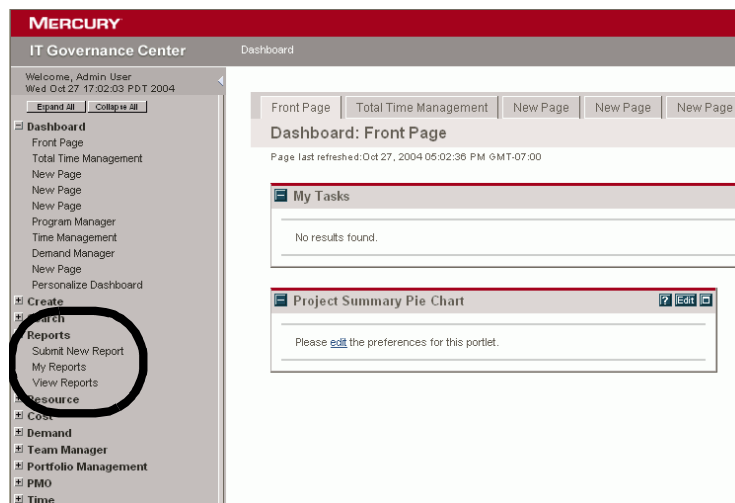 MERCURY
IT Governance Center
Dashboard
Welcome, Admin User
Wed Oct 27 17:02:03 PDT 2004
Expand All Collapse All
Dashboard
Front Page
Total Time Management
New Page
New Page
New Page
Program Manager
Time Management
Demand Manager
New Page
Personalize Dashboard
Create
Search
Reports
Submit New Report
My Reports
View Reports
Resource
Cost
Demand
Team Manager
Portfolio Management
PMO
Time
Front Page Total Time Management New Page New Page New Page
Dashboard: Front Page
Page last refreshed:Oct 27, 2004 05:02:36 PM GMT-07:00
My Tasks
No results found.
Project Summary Pie Chart ? Edit
Please edit the preferences for this portlet.